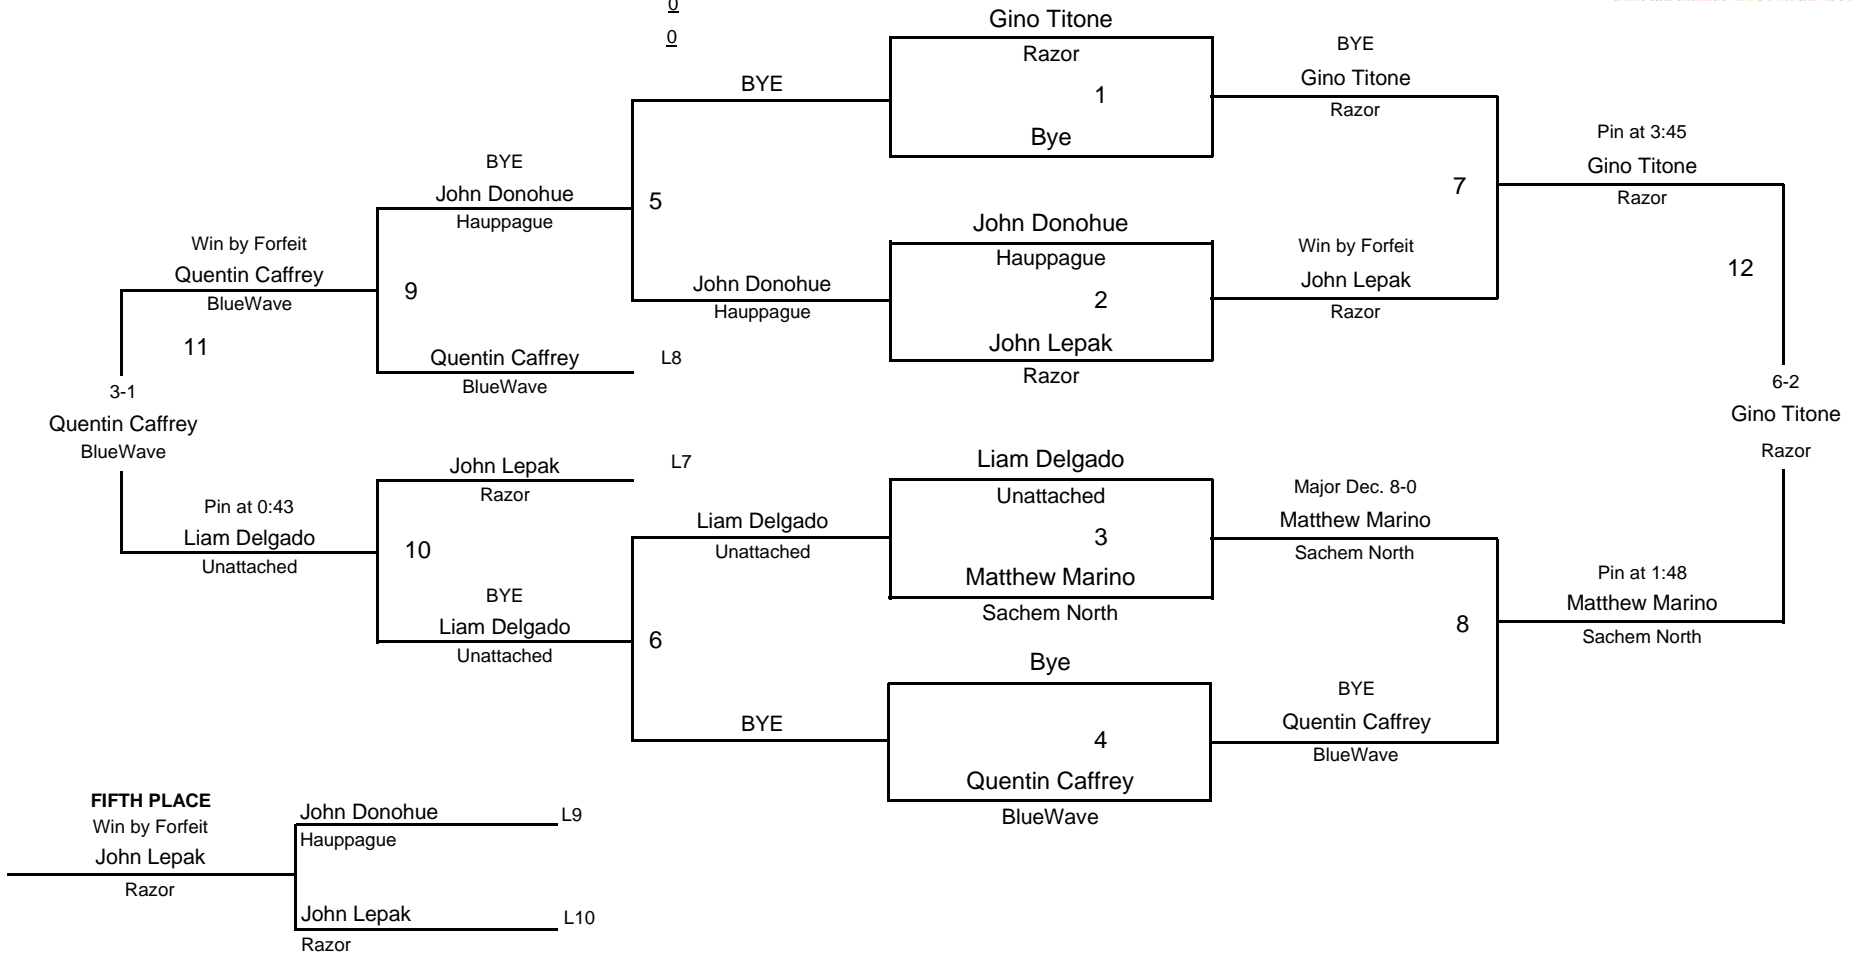 0
0
Gino Titone
Razor
1
Bye
BYE
Gino Titone
Razor
BYE
5
John Donohue
Hauppague
2
John Lepak
Razor
John Donohue
Hauppague
Win by Forfeit
John Lepak
Razor
7
Pin at 3:45
Gino Titone
Razor
12
BYE
John Donohue
Hauppague
9
Quentin Caffrey
BlueWave
L8
Win by Forfeit
Quentin Caffrey
BlueWave
11
3-1
Quentin Caffrey
BlueWave
6-2
Gino Titone
Razor
John Lepak
Razor
L7
10
Pin at 0:43
Liam Delgado
Unattached
BYE
Liam Delgado
Unattached
6
Liam Delgado
Unattached
Liam Delgado
Unattached
3
Matthew Marino
Sachem North
Major Dec. 8-0
Matthew Marino
Sachem North
8
Pin at 1:48
Matthew Marino
Sachem North
BYE
Bye
4
Quentin Caffrey
BlueWave
BYE
Quentin Caffrey
BlueWave
FIFTH PLACE
Win by Forfeit
John Lepak
Razor
John Donohue
Hauppague
L9
John Lepak
Razor
L10